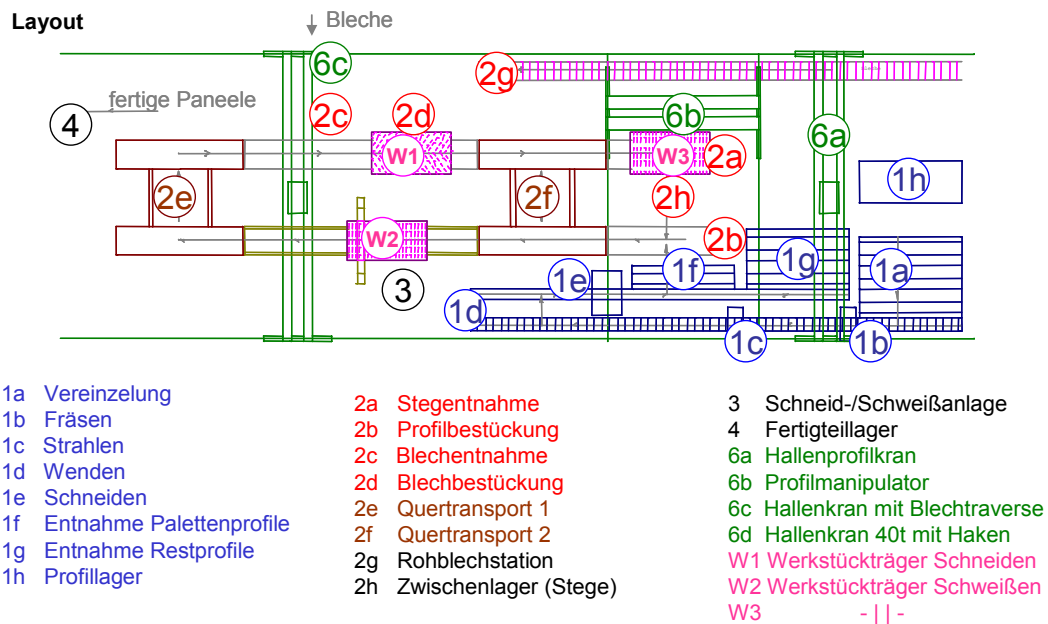 Layout
Bleche
6c
2g
fertige Paneele
4
2c
2d
6b
6a
W1
W3
2a
1h
2e
2f
2h
W2
2b
3
1e
1f
1g
1a
1d
1c
1b
1a Vereinzelung
1b Fräsen
1c Strahlen
1d Wenden
1e Schneiden
1f Entnahme Palettenprofile
1g Entnahme Restprofile
1h Profillager
2a Stegentnahme
2b Profilbestückung
2c Blechentnahme
2d Blechbestückung
2e Quertransport 1
2f Quertransport 2
2g Rohblechstation
2h Zwischenlager (Stege)
3 Schneid-/Schweißanlage
4 Fertigteillager
6a Hallenprofilkran
6b Profilmanipulator
6c Hallenkran mit Blechtraverse
6d Hallenkran 40t mit Haken
W1 Werkstückträger Schneiden
W2 Werkstückträger Schweißen
W3 - | | -